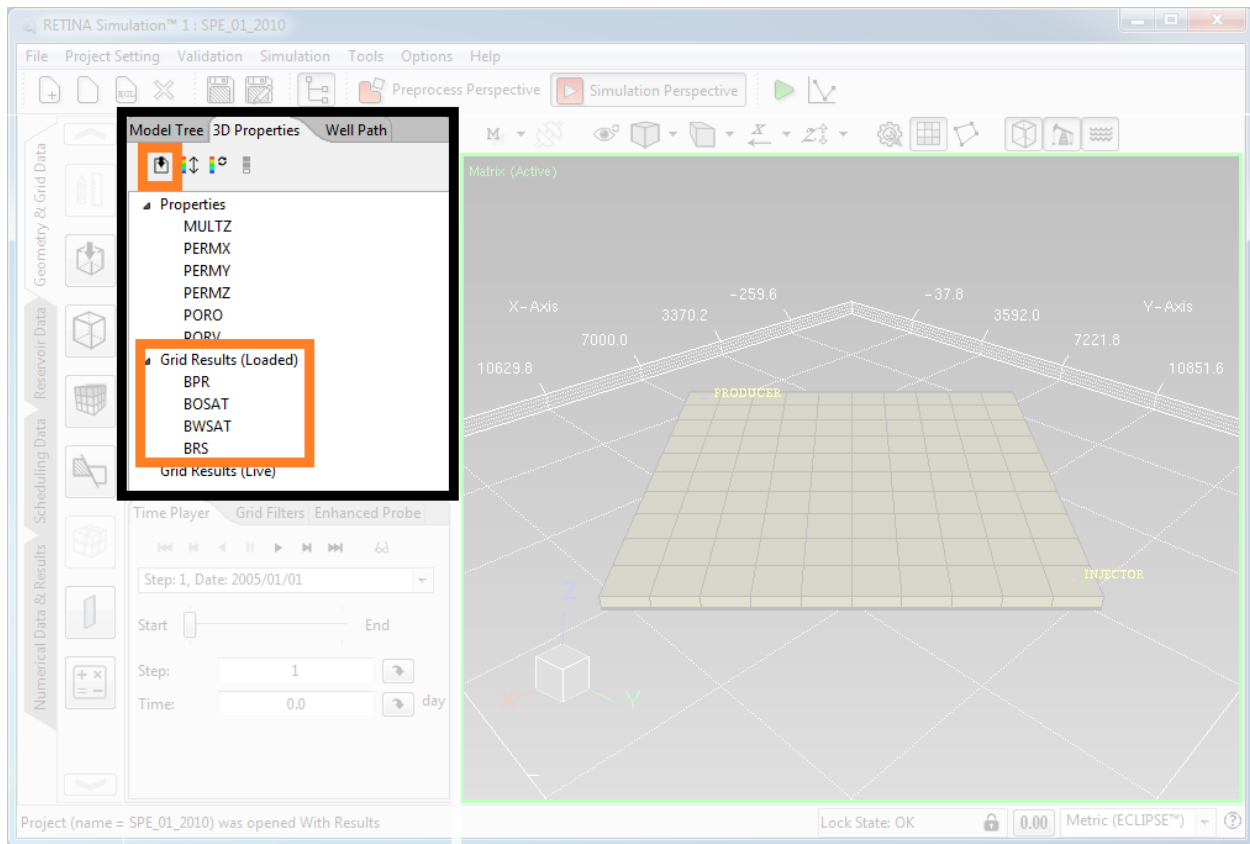 RETINA Simulation™ 1 : SPE_01_2010
File Project Setting Validation Simulation Tools Options Help
Preprocess Perspective Simulation Perspective
Model Tree 3D Properties Well Path
Geometry & Grid Data
Reservoir Data
Scheduling Data
Numerical Data & Results
Properties
MULTZ
PERMX
PERMY
PERMZ
PORO
PORV
Grid Results (Loaded)
BPR
BOSAT
BWSAT
BRS
Grid Results (Live)
Time Player Grid Filters Enhanced Probe
Step: 1, Date: 2005/01/01
Start End
Step: 1
Time: 0.0 day
Matrix (Active)
-259.6 -37.8
X-Axis 3370.2 3592.0 Y-Axis
7000.0 7221.8
10629.8 10851.6
PRODUCER
INJECTOR
Z
X Y
Project (name = SPE_01_2010) was opened With Results Lock State: OK 0.00 Metric (ECLIPSE™)